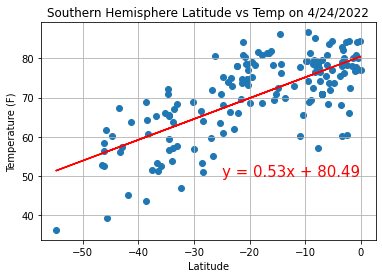 Southern Hemisphere Latitude vs Temp on 4/24/2022
Temperature (F)
80
70
60
50
40
y = 0.53x + 80.49
−50
−40
−30
−20
−10
0
Latitude